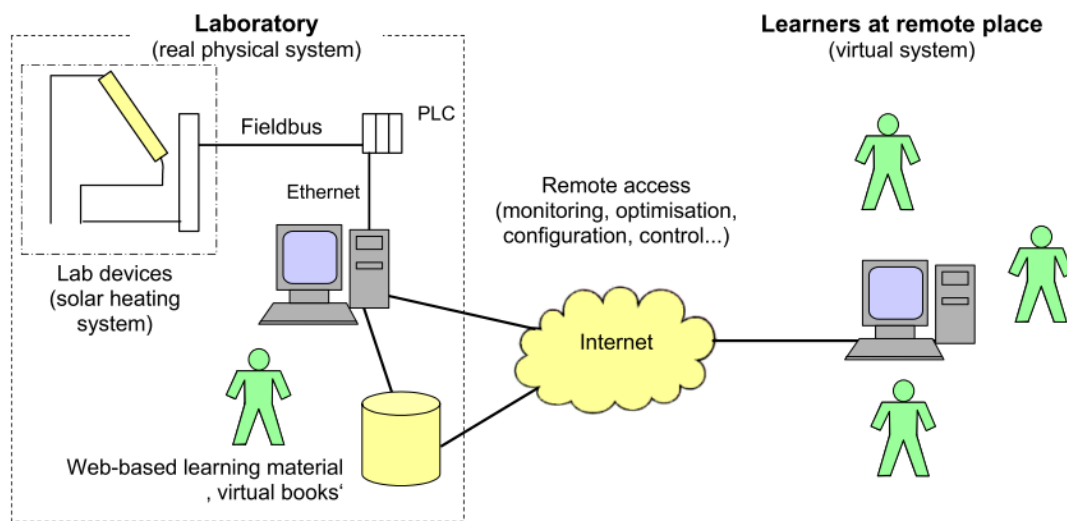 Laboratory
(real physical system)
Learners at remote place
(virtual system)
Fieldbus
PLC
Ethernet
Remote access
(monitoring, optimisation,
configuration, control...)
Lab devices
(solar heating
system)
Internet
Web-based learning material
, virtual books‘